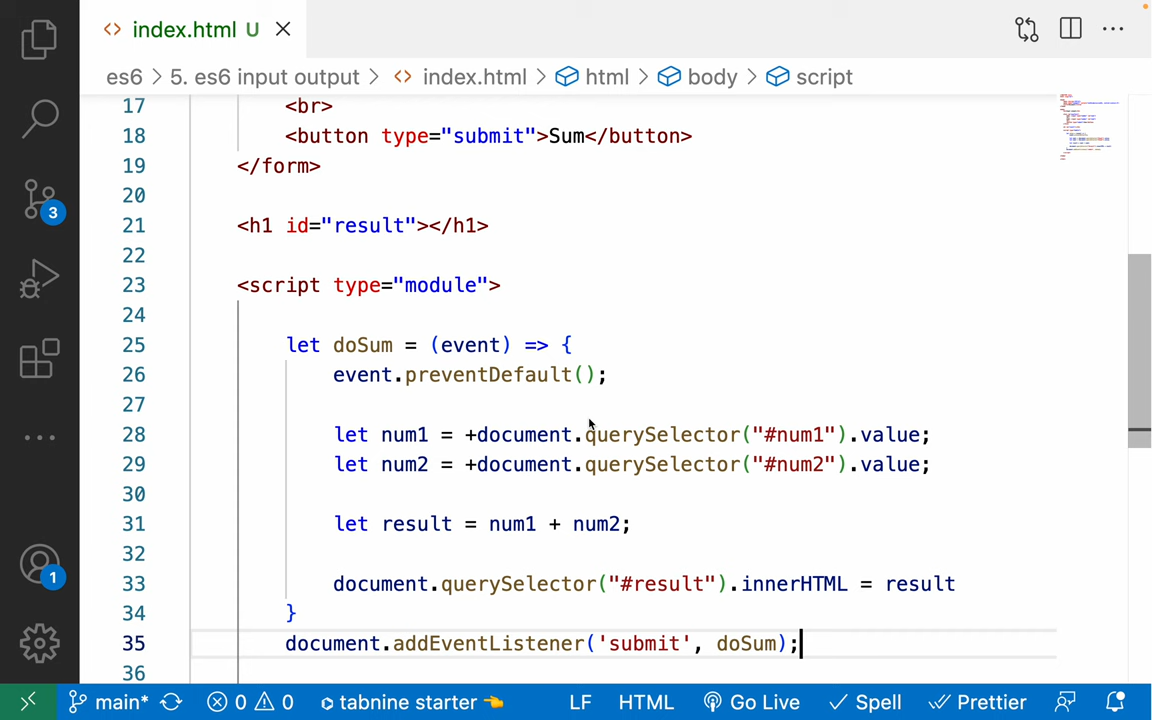 index.html U
es6 > 5. es6 input output > index.html > html > body > script
17 <br>
18 <button type="submit">Sum</button>
19 </form>
20
21 <h1 id="result"></h1>
22
23 <script type="module">
24
25 let doSum = (event) => {
26 event.preventDefault();
27
28 let num1 = +document.querySelector("#num1").value;
29 let num2 = +document.querySelector("#num2").value;
30
31 let result = num1 + num2;
32
33 document.querySelector("#result").innerHTML = result
34 }
35 document.addEventListener('submit', doSum);
36
3
1
main* 0 0 tabnine starter 👈 LF HTML Go Live Spell Prettier